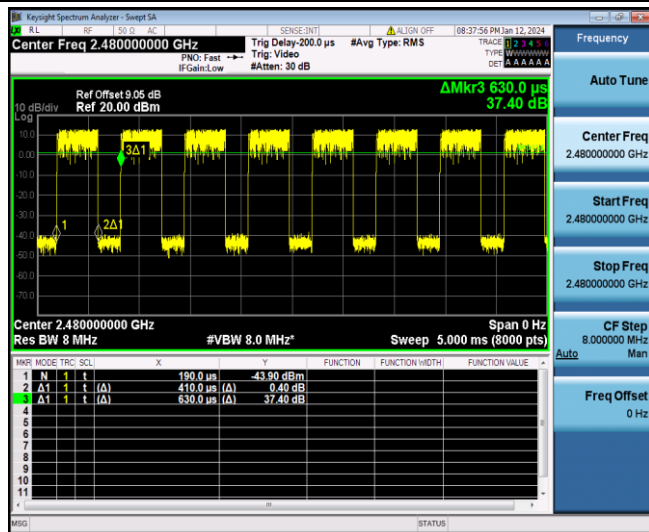 Keysight Spectrum Analyzer - Swept SA
RL RF 50 Ω AC SENSE:INT ALIGN OFF 08:37:56 PM Jan 12, 2024
Center Freq 2.480000000 GHz
PNO: Fast
IFGain:Low
Trig Delay-200.0 µs
Trig: Video
#Atten: 30 dB
#Avg Type: RMS
TRACE 1 2 3 4 5 6
TYPE WWWWWW
DET A A A A A A
Ref Offset 9.05 dB
Ref 20.00 dBm
10 dB/div
Log
ΔMkr3 630.0 µs
37.40 dB
10.0
0.00
-10.0
-20.0
-30.0
-40.0
-50.0
-60.0
-70.0
1
2Δ1
3Δ1
Center 2.480000000 GHz
Span 0 Hz
Res BW 8 MHz
#VBW 8.0 MHz*
Sweep 5.000 ms (8000 pts)
MKR MODE TRC SCL X Y FUNCTION FUNCTION WIDTH FUNCTION VALUE
1 N 1 t 190.0 µs -43.90 dBm
2 Δ1 1 t (Δ) 410.0 µs (Δ) 0.40 dB
3 Δ1 1 t (Δ) 630.0 µs (Δ) 37.40 dB
4
5
6
7
8
9
10
11
MSG
STATUS
Frequency
Auto Tune
Center Freq
2.480000000 GHz
Start Freq
2.480000000 GHz
Stop Freq
2.480000000 GHz
CF Step
8.000000 MHz
Auto Man
Freq Offset
0 Hz